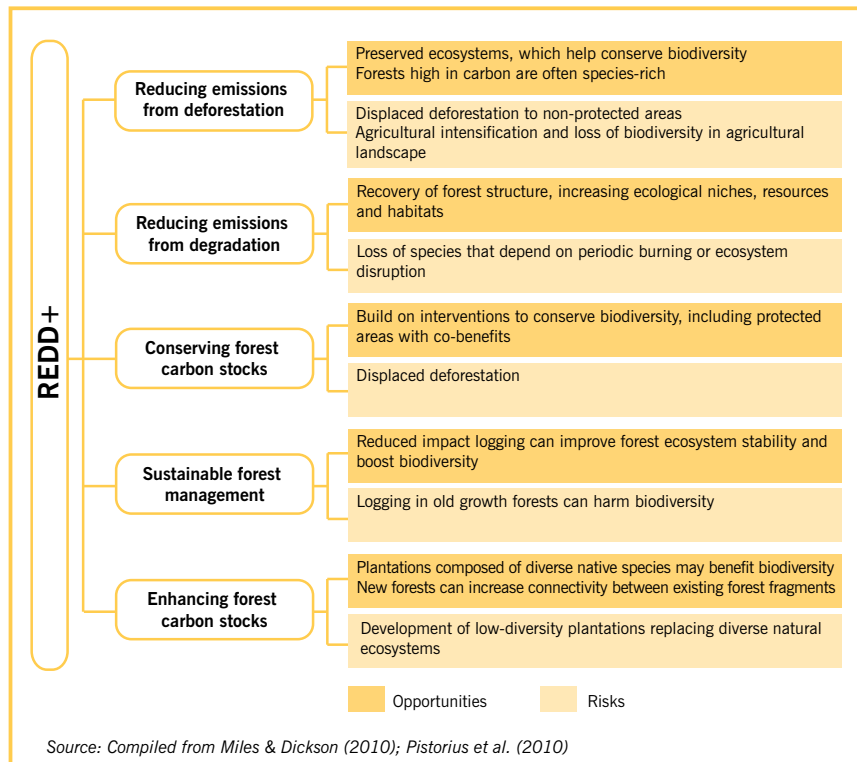 REDD+
Reducing emissions
from deforestation
Preserved ecosystems, which help conserve biodiversity
Forests high in carbon are often species-rich
Displaced deforestation to non-protected areas
Agricultural intensification and loss of biodiversity in agricultural
landscape
Reducing emissions
from degradation
Recovery of forest structure, increasing ecological niches, resources
and habitats
Loss of species that depend on periodic burning or ecosystem
disruption
Conserving forest
carbon stocks
Build on interventions to conserve biodiversity, including protected
areas with co-benefits
Displaced deforestation
Sustainable forest
management
Reduced impact logging can improve forest ecosystem stability and
boost biodiversity
Logging in old growth forests can harm biodiversity
Enhancing forest
carbon stocks
Plantations composed of diverse native species may benefit biodiversity
New forests can increase connectivity between existing forest fragments
Development of low-diversity plantations replacing diverse natural
ecosystems
Opportunities
Risks
Source: Compiled from Miles & Dickson (2010); Pistorius et al. (2010)